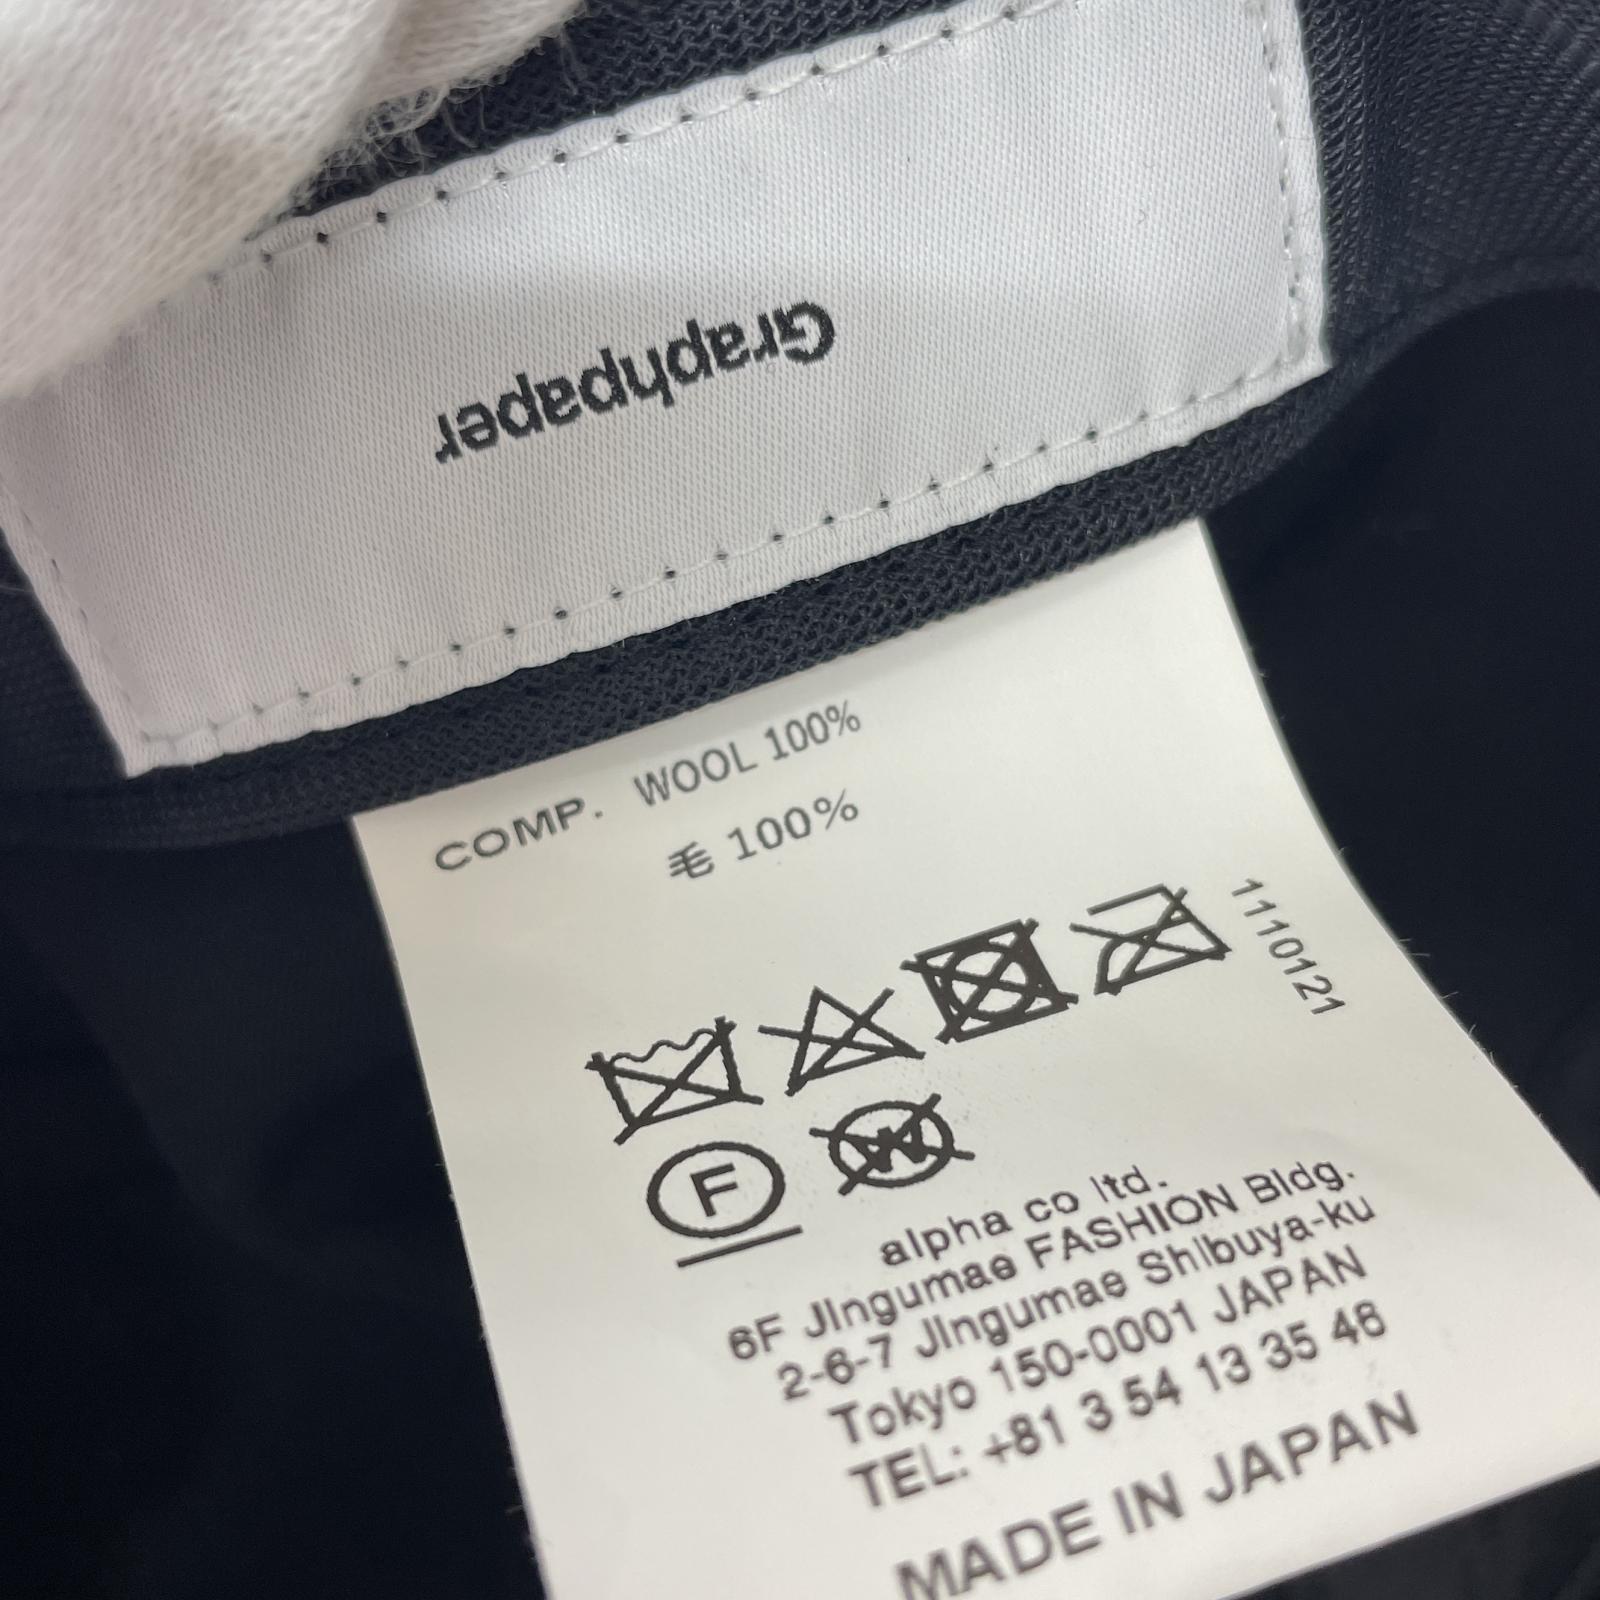 Graphpaper
COMP. WOOL 100%
毛 100%
1110121
F
W
alpha co ltd.
6F Jingumae FASHION Bldg.
2-6-7 Jingumae Shibuya-ku
Tokyo 150-0001 JAPAN
TEL: +81 3 54 13 35 46
MADE IN JAPAN